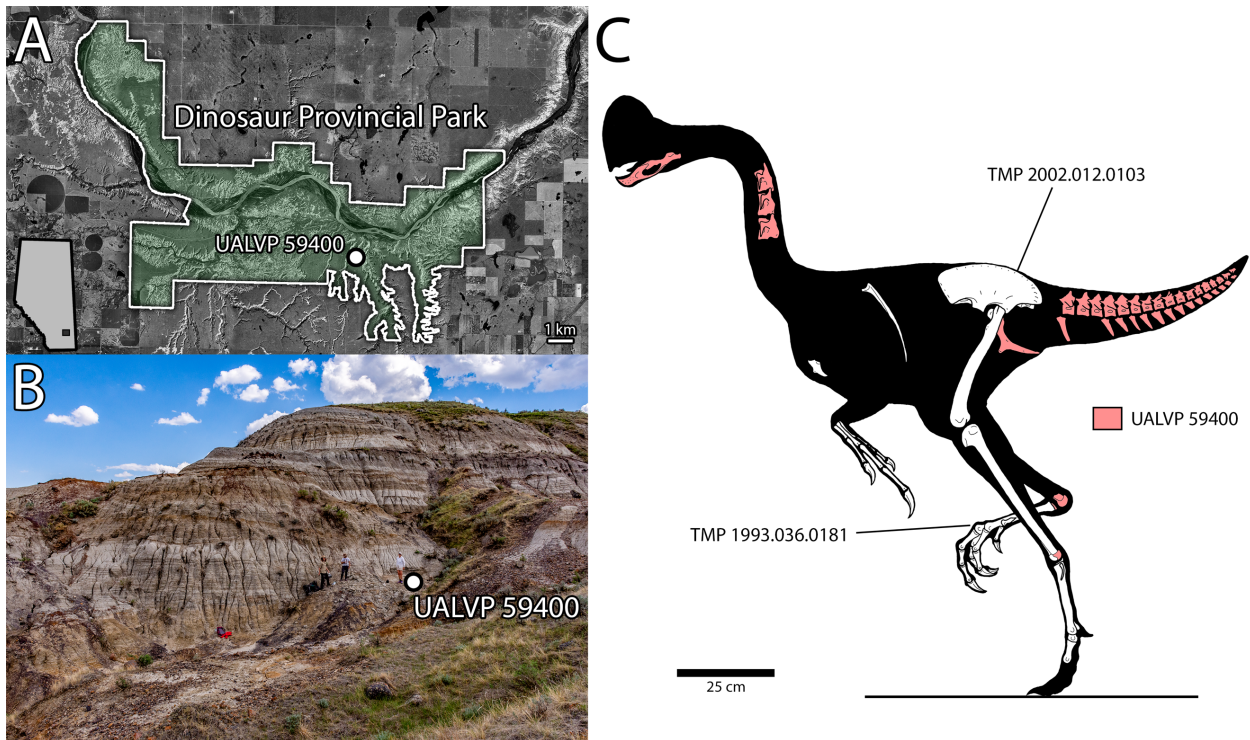 A
Dinosaur Provincial Park
UALVP 59400
1 km
B
UALVP 59400
C
TMP 2002.012.0103
UALVP 59400
TMP 1993.036.0181
25 cm